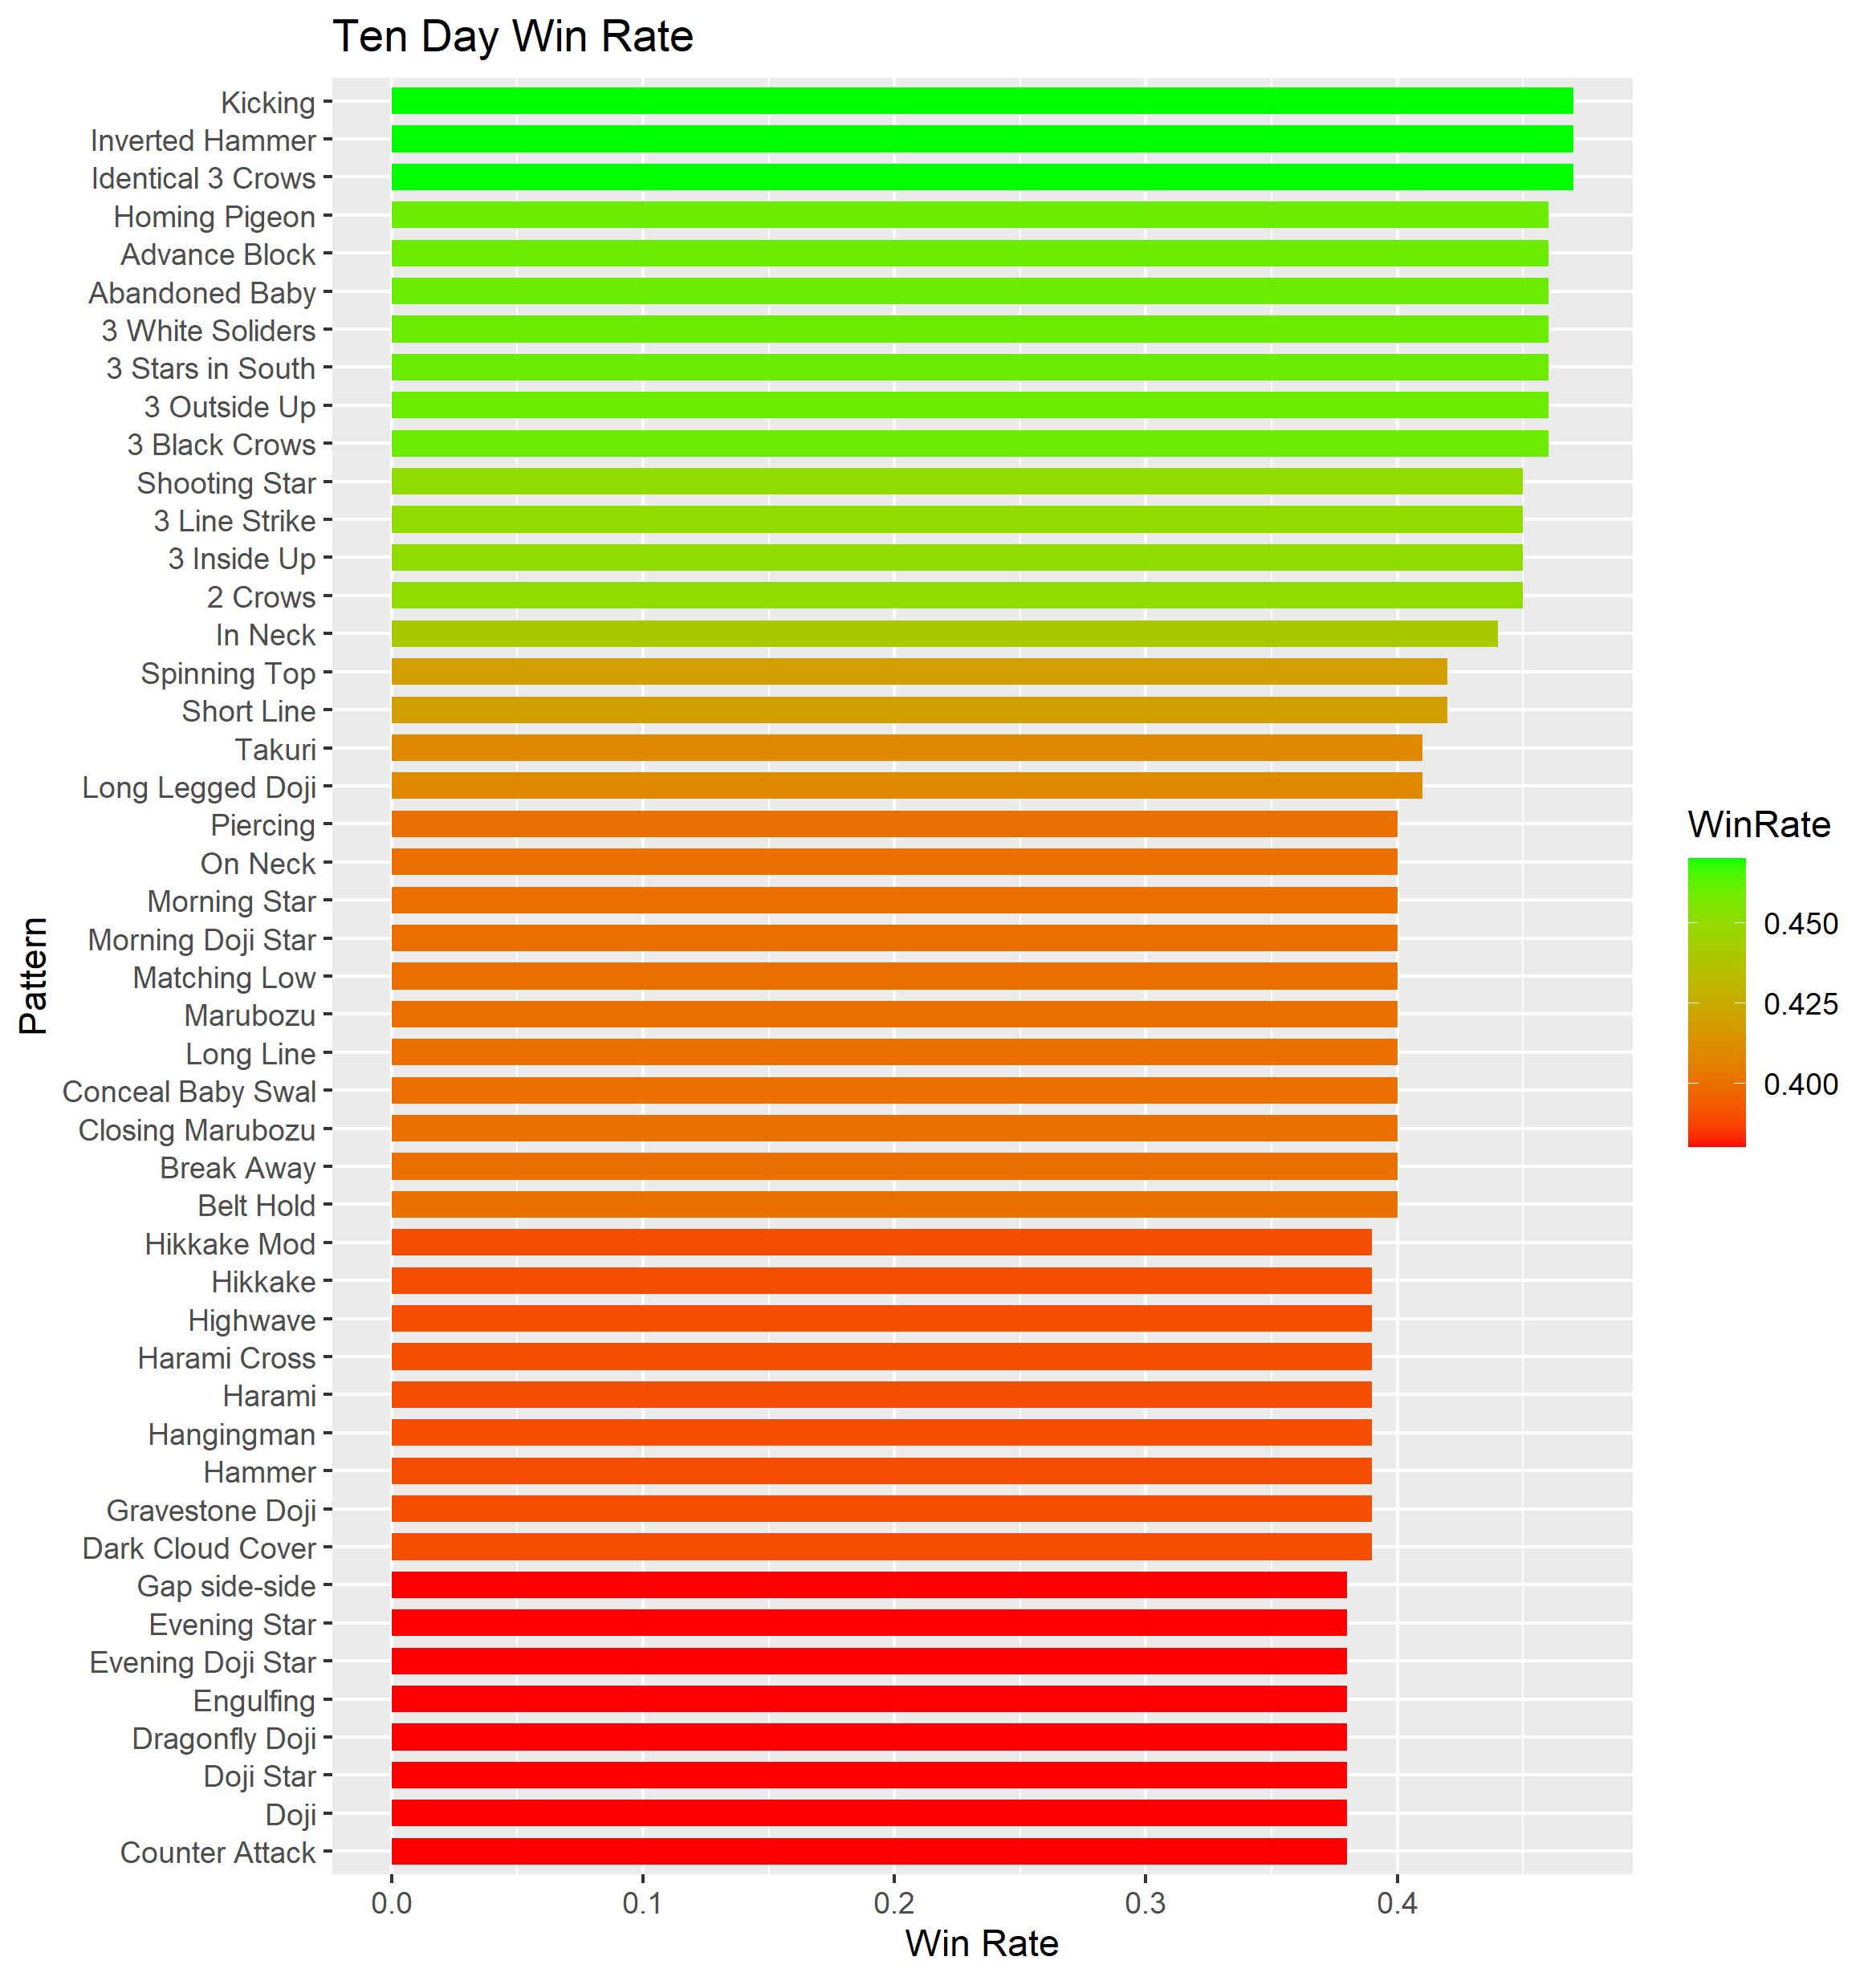 Ten Day Win Rate
Kicking
Inverted Hammer
Identical 3 Crows
Homing Pigeon
Advance Block
Abandoned Baby
3 White Soliders
3 Stars in South
3 Outside Up
3 Black Crows
Shooting Star
3 Line Strike
3 Inside Up
2 Crows
In Neck
Spinning Top
Short Line
Takuri
Long Legged Doji
Piercing
On Neck
Morning Star
Morning Doji Star
Matching Low
Marubozu
Long Line
Conceal Baby Swal
Closing Marubozu
Break Away
Belt Hold
Hikkake Mod
Hikkake
Highwave
Harami Cross
Harami
Hangingman
Hammer
Gravestone Doji
Dark Cloud Cover
Gap side-side
Evening Star
Evening Doji Star
Engulfing
Dragonfly Doji
Doji Star
Doji
Counter Attack
Pattern
0.0 0.1 0.2 0.3 0.4
Win Rate
WinRate
0.450
0.425
0.400